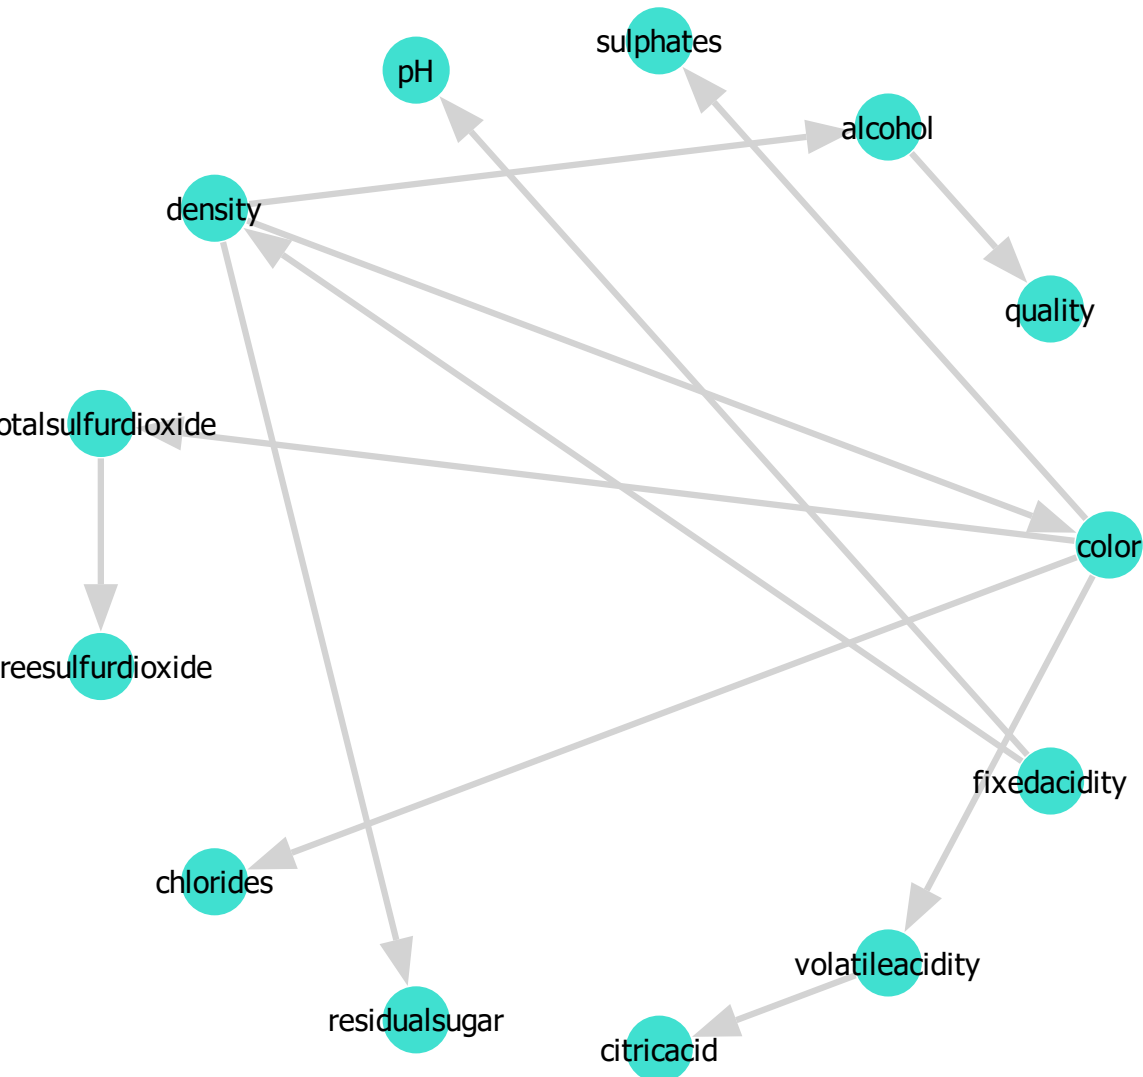 sulphates
pH
alcohol
density
quality
otalsulfurdioxide
color
reesulfurdioxide
fixedacidity
chlorides
volatileacidity
residualsugar
citricacid